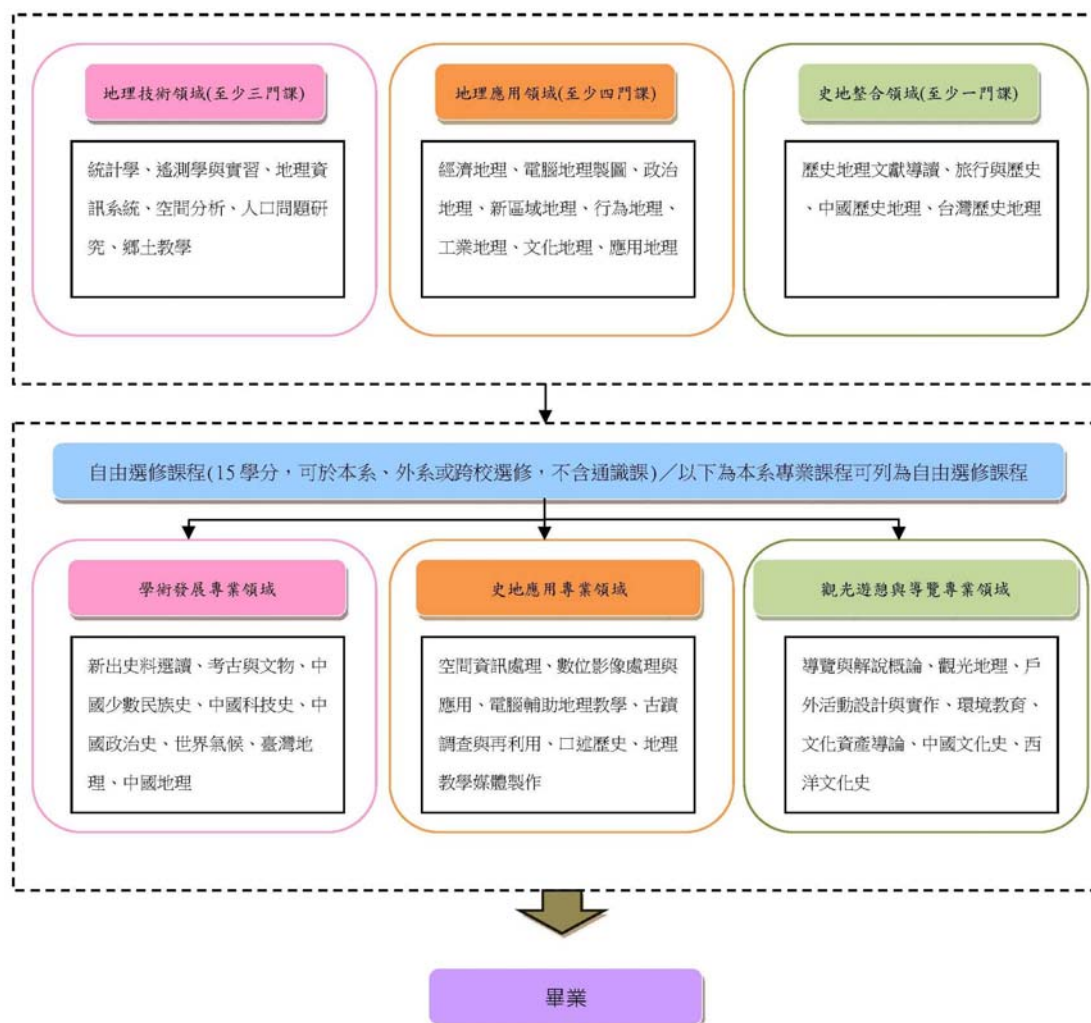 地理技術領域(至少三門課)
統計學、遙測學與實習、地理資
訊系統、空間分析、人口問題研
究、鄉土教學
地理應用領域(至少四門課)
經濟地理、電腦地理製圖、政治
地理、新區域地理、行為地理、
工業地理、文化地理、應用地理
史地整合領域(至少一門課)
歷史地理文獻導讀、旅行與歷史
、中國歷史地理、台灣歷史地理
自由選修課程(15 學分，可於本系、外系或跨校選修，不含通識課)／以下為本系專業課程可列為自由選修課程
學術發展專業領域
新出史料選讀、考古與文物、中
國少數民族史、中國科技史、中
國政治史、世界氣候、臺灣地
理、中國地理
史地應用專業領域
空間資訊處理、數位影像處理與
應用、電腦輔助地理教學、古蹟
調查與再利用、口述歷史、地理
教學媒體製作
觀光遊憩與導覽專業領域
導覽與解說概論、觀光地理、戶
外活動設計與實作、環境教育、
文化資產導論、中國文化史、西
洋文化史
畢業